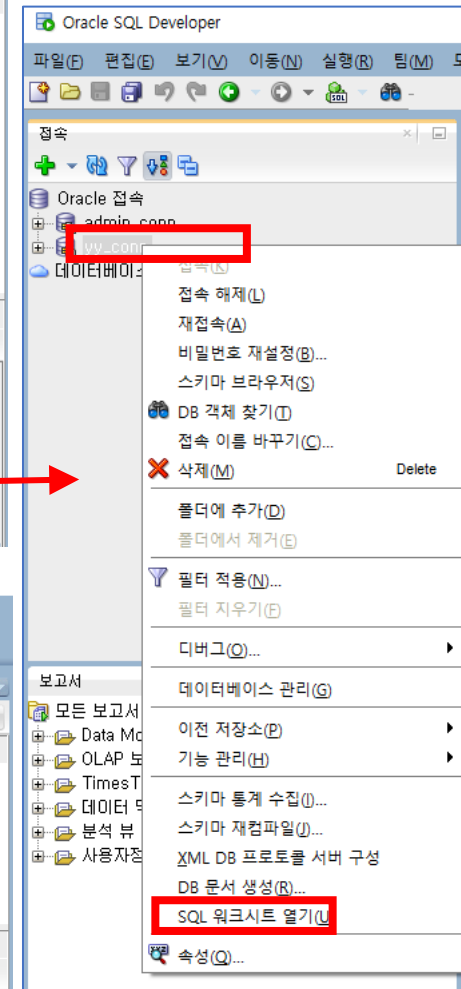 Oracle SQL Developer
파일(F) 편집(E) 보기(V) 이동(N) 실행(R) 팀(M)
접속
Oracle 접속
admin_conn
yy_conn
데이터베이스
접속(K)
접속 해제(L)
재접속(A)
비밀번호 재설정(B)...
스키마 브라우저(S)
DB 객체 찾기(T)
접속 이름 바꾸기(C)...
삭제(M) Delete
폴더에 추가(D)
폴더에서 제거(E)
필터 적용(N)...
필터 지우기(F)
디버그(O)...
데이터베이스 관리(G)
이전 저장소(P)
기능 관리(H)
스키마 통계 수집(I)...
스키마 재컴파일(J)...
XML DB 프로토콜 서버 구성
DB 문서 생성(R)...
SQL 워크시트 열기(U
속성(Q)...
보고서
모든 보고서
Data Mo
OLAP 보
TimesT
데이터
분석 뷰
사용자정